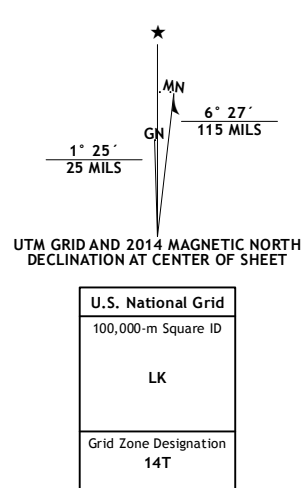 ★
MN
GN
6° 27´
115 MILS
1° 25´
25 MILS
UTM GRID AND 2014 MAGNETIC NORTH
DECLINATION AT CENTER OF SHEET
U.S. National Grid
100,000-m Square ID
LK
Grid Zone Designation
14T